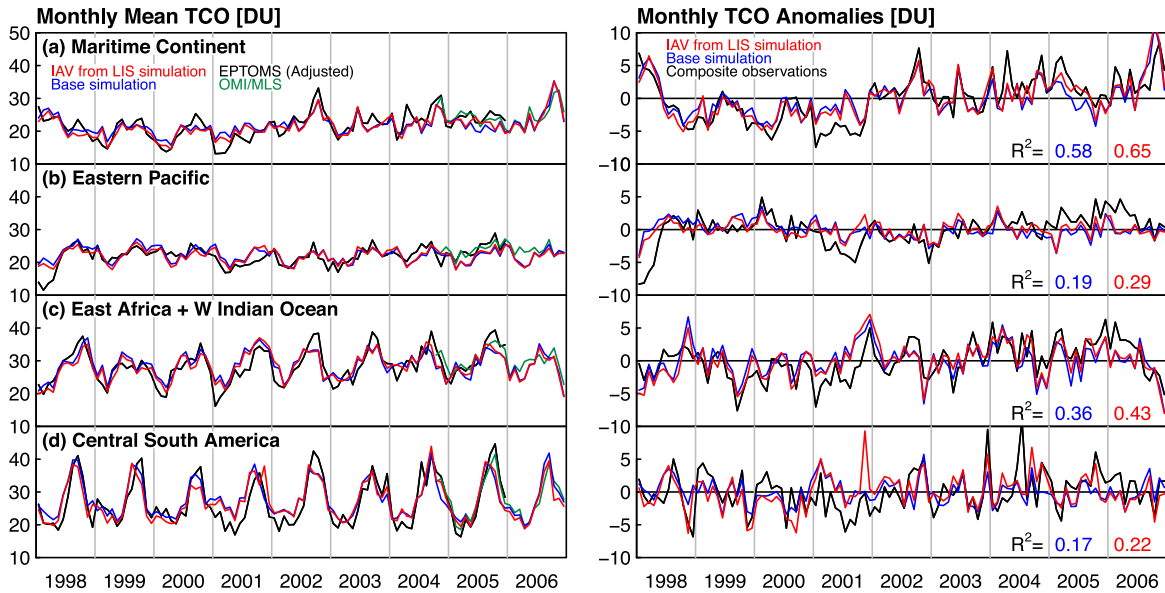 Monthly Mean TCO [DU]
50
40
30
20
10
(a) Maritime Continent
IAV from LIS simulation
Base simulation
EPTOMS (Adjusted)
OMI/MLS
40
30
20
10
(b) Eastern Pacific
40
30
20
10
(c) East Africa + W Indian Ocean
40
30
20
10
(d) Central South America
1998 1999 2000 2001 2002 2003 2004 2005 2006
Monthly TCO Anomalies [DU]
10
5
0
−5
−10
IAV from LIS simulation
Base simulation
Composite observations
R²= 0.58 0.65
5
0
−5
−10
R²= 0.19 0.29
5
0
−5
−10
R²= 0.36 0.43
5
0
−5
−10
R²= 0.17 0.22
1998 1999 2000 2001 2002 2003 2004 2005 2006